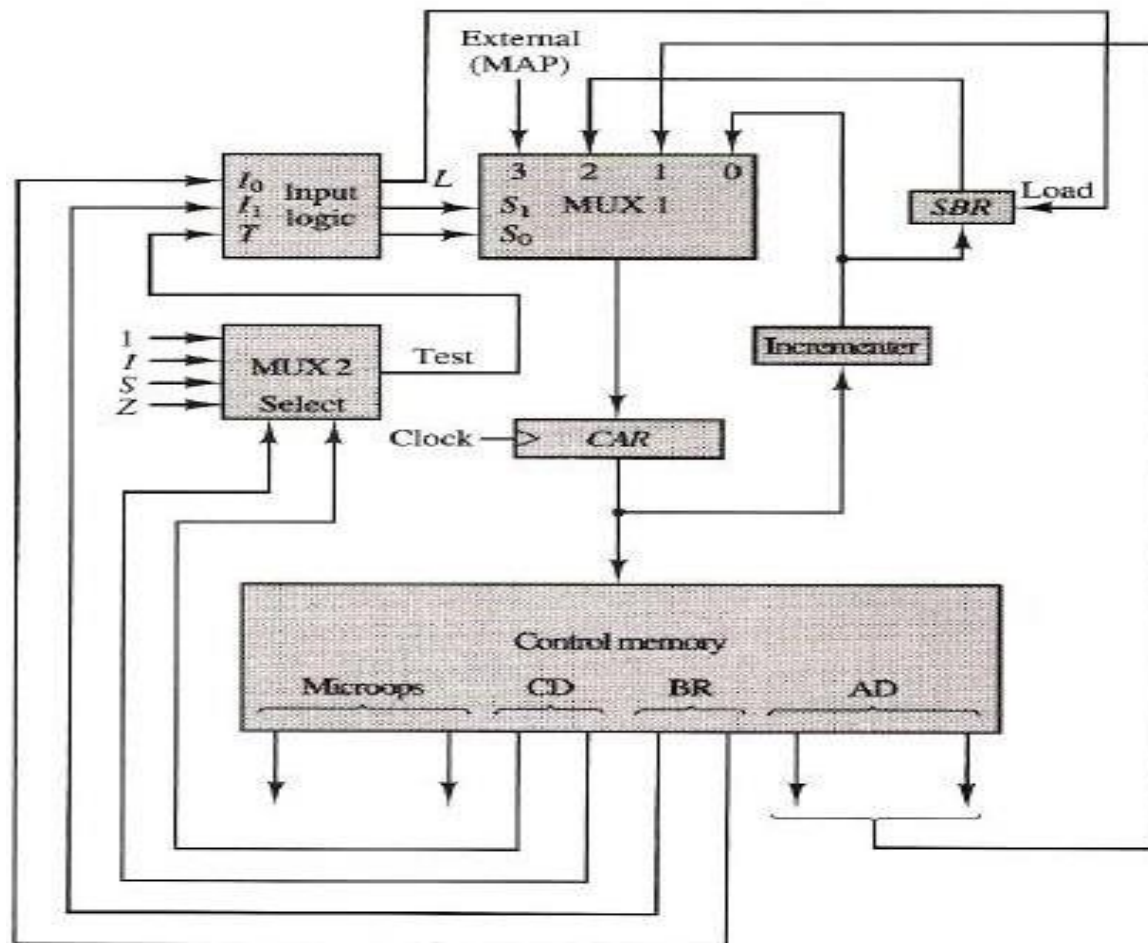 External
(MAP)
3 2 1 0
MUX 1
S1
S0
I0
I1
T
Input
logic
L
SBR
Load
1
I
S
Z
MUX 2
Select
Test
Incrementer
Clock
CAR
Control memory
Microops CD BR AD